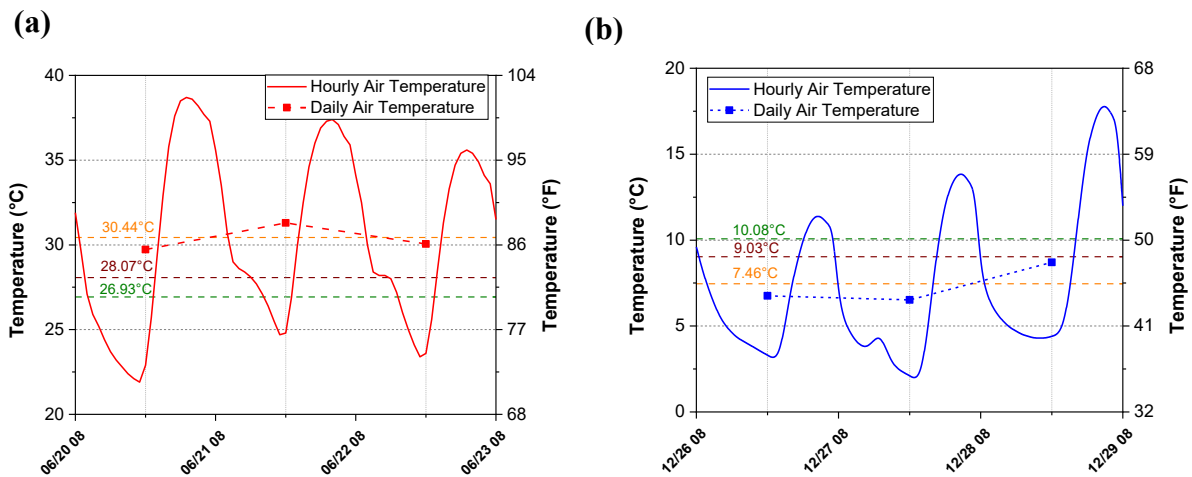 (a)
Temperature (°C)
40
35
30
25
20
Hourly Air Temperature
Daily Air Temperature
30.44°C
28.07°C
26.93°C
104
95
86
77
68
Temperature (°F)
06/20 08
06/21 08
06/22 08
06/23 08
(b)
Temperature (°C)
20
15
10
5
0
Hourly Air Temperature
Daily Air Temperature
10.08°C
9.03°C
7.46°C
68
59
50
41
32
Temperature (°F)
12/26 08
12/27 08
12/28 08
12/29 08